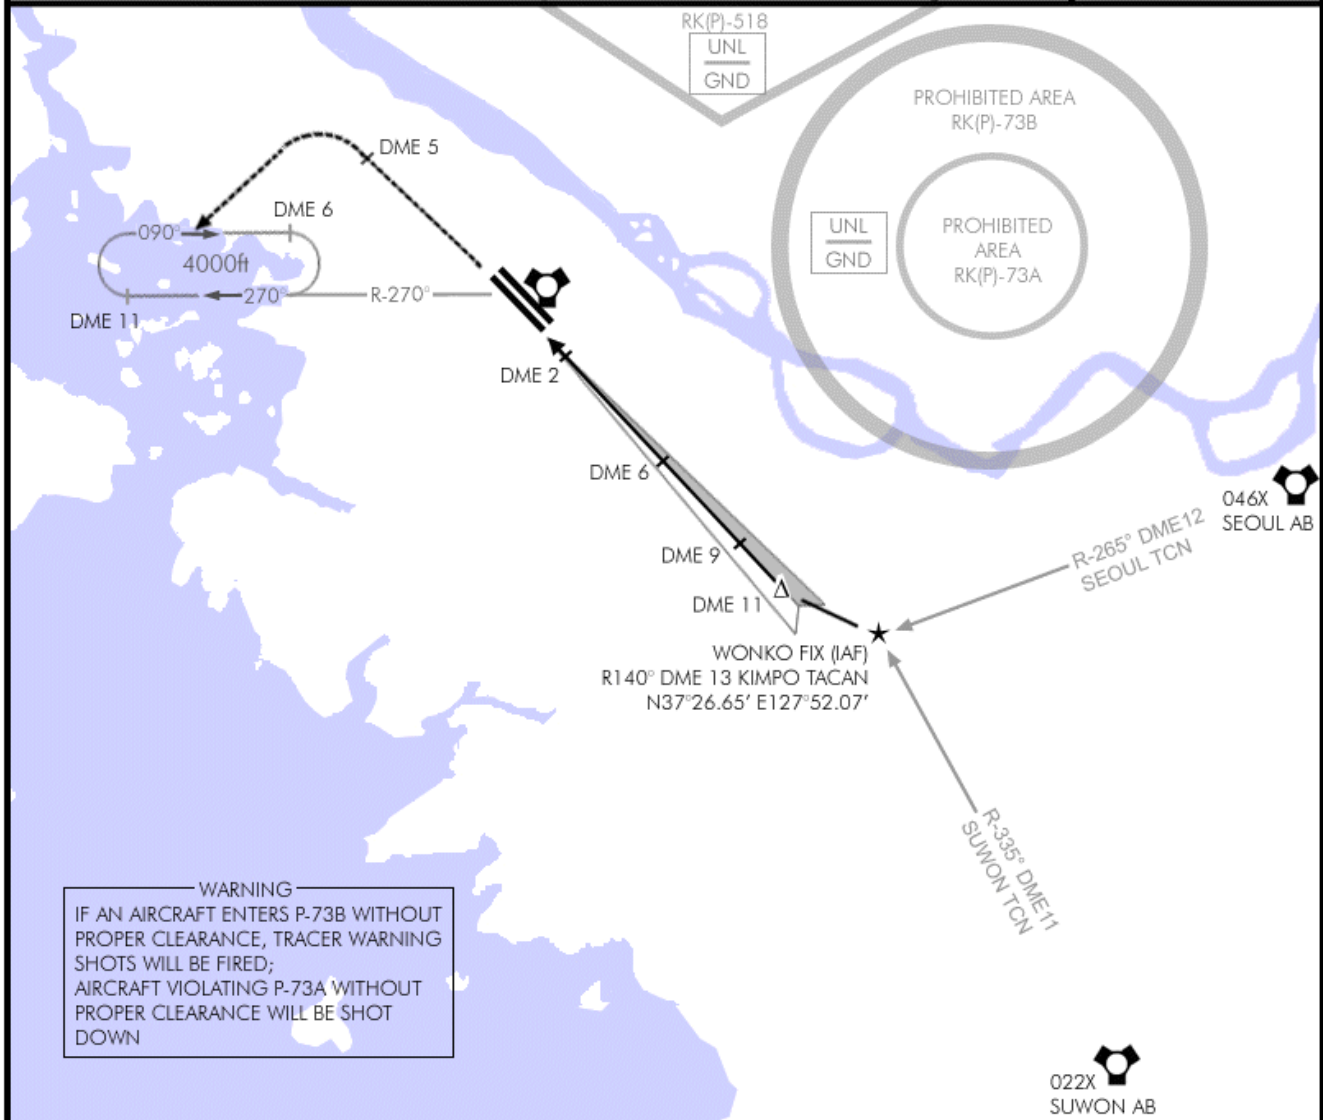 RK(P)-518
UNL
GND
PROHIBITED AREA
RK(P)-73B
DME 5
DME 6
090°
4000ft
270°
R-270°
DME 11
UNL
GND
PROHIBITED
AREA
RK(P)-73A
DME 2
DME 6
DME 9
DME 11
046X
SEOUL AB
R-265° DME12
SEOUL TCN
WONKO FIX (IAF)
R140° DME 13 KIMPO TACAN
N37°26.65' E127°52.07'
R-335° DME11
SUWON TCN
WARNING
IF AN AIRCRAFT ENTERS P-73B WITHOUT
PROPER CLEARANCE, TRACER WARNING
SHOTS WILL BE FIRED;
AIRCRAFT VIOLATING P-73A WITHOUT
PROPER CLEARANCE WILL BE SHOT
DOWN
022X
SUWON AB